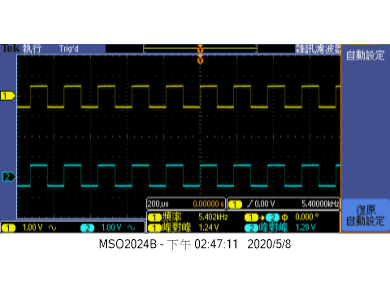 Tek 執行 Trig'd 雜訊濾波器
自動設定
1
2
200µs 0.00000 s 1 ƒ 0.00 V 5.40000kHz
1 頻率 5.402kHz 1 → 2 Φ 0.000 °
1 峰對峰 1.24 V 2 峰對峰 1.28 V
1 1.00 V 2 1.00 V
復原
自動設定
MSO2024B - 下午 02:47:11 2020/5/8